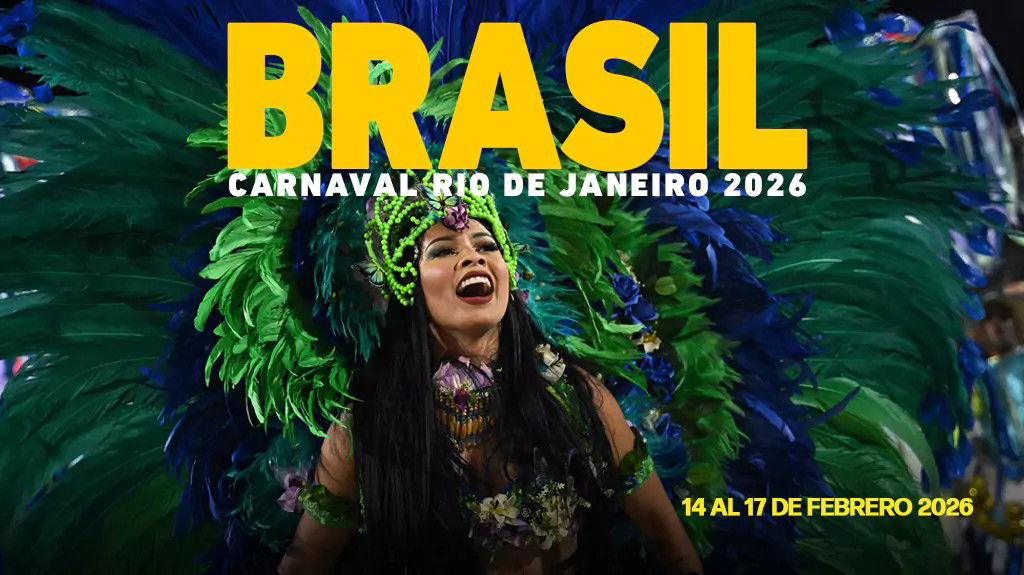 BRASIL
CARNAVAL RIO DE JANEIRO 2026
14 AL 17 DE FEBRERO 2026